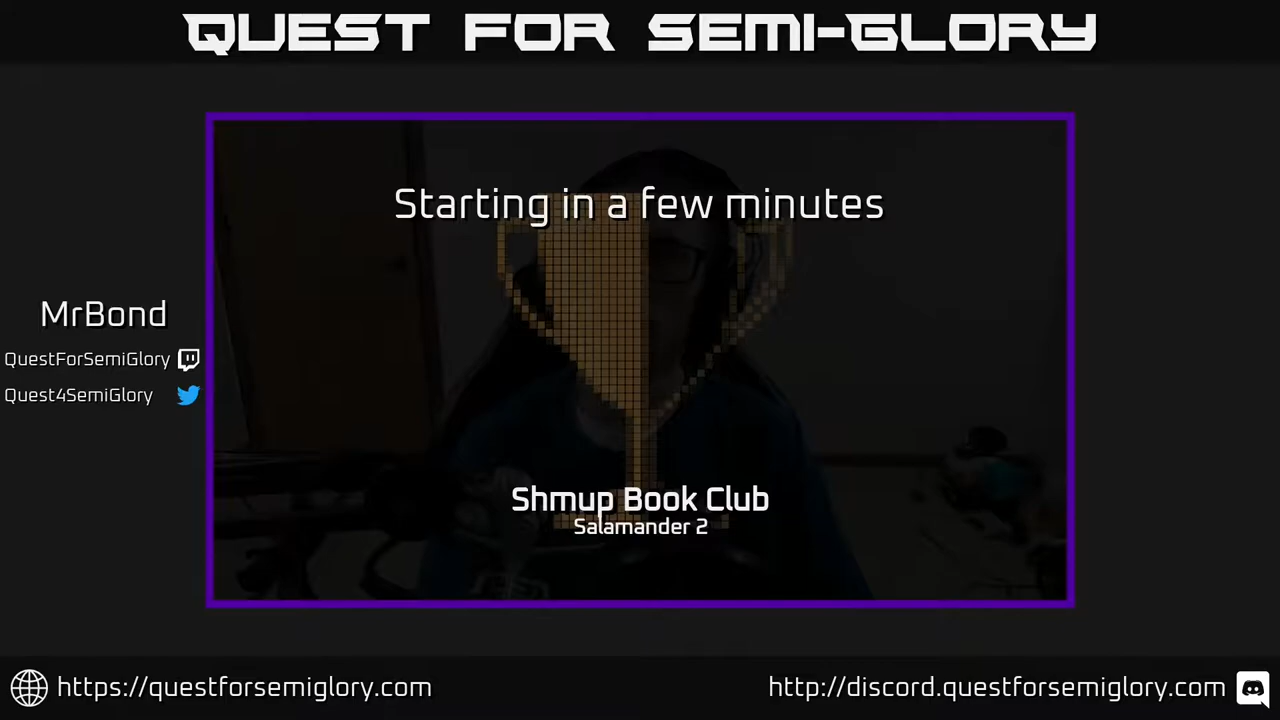 QUEST FOR SEMI-GLORY
Starting in a few minutes
MrBond
QuestForSemiGlory
Quest4SemiGlory
Shmup Book Club
Salamander 2
https://questforsemiglory.com
http://discord.questforsemiglory.com